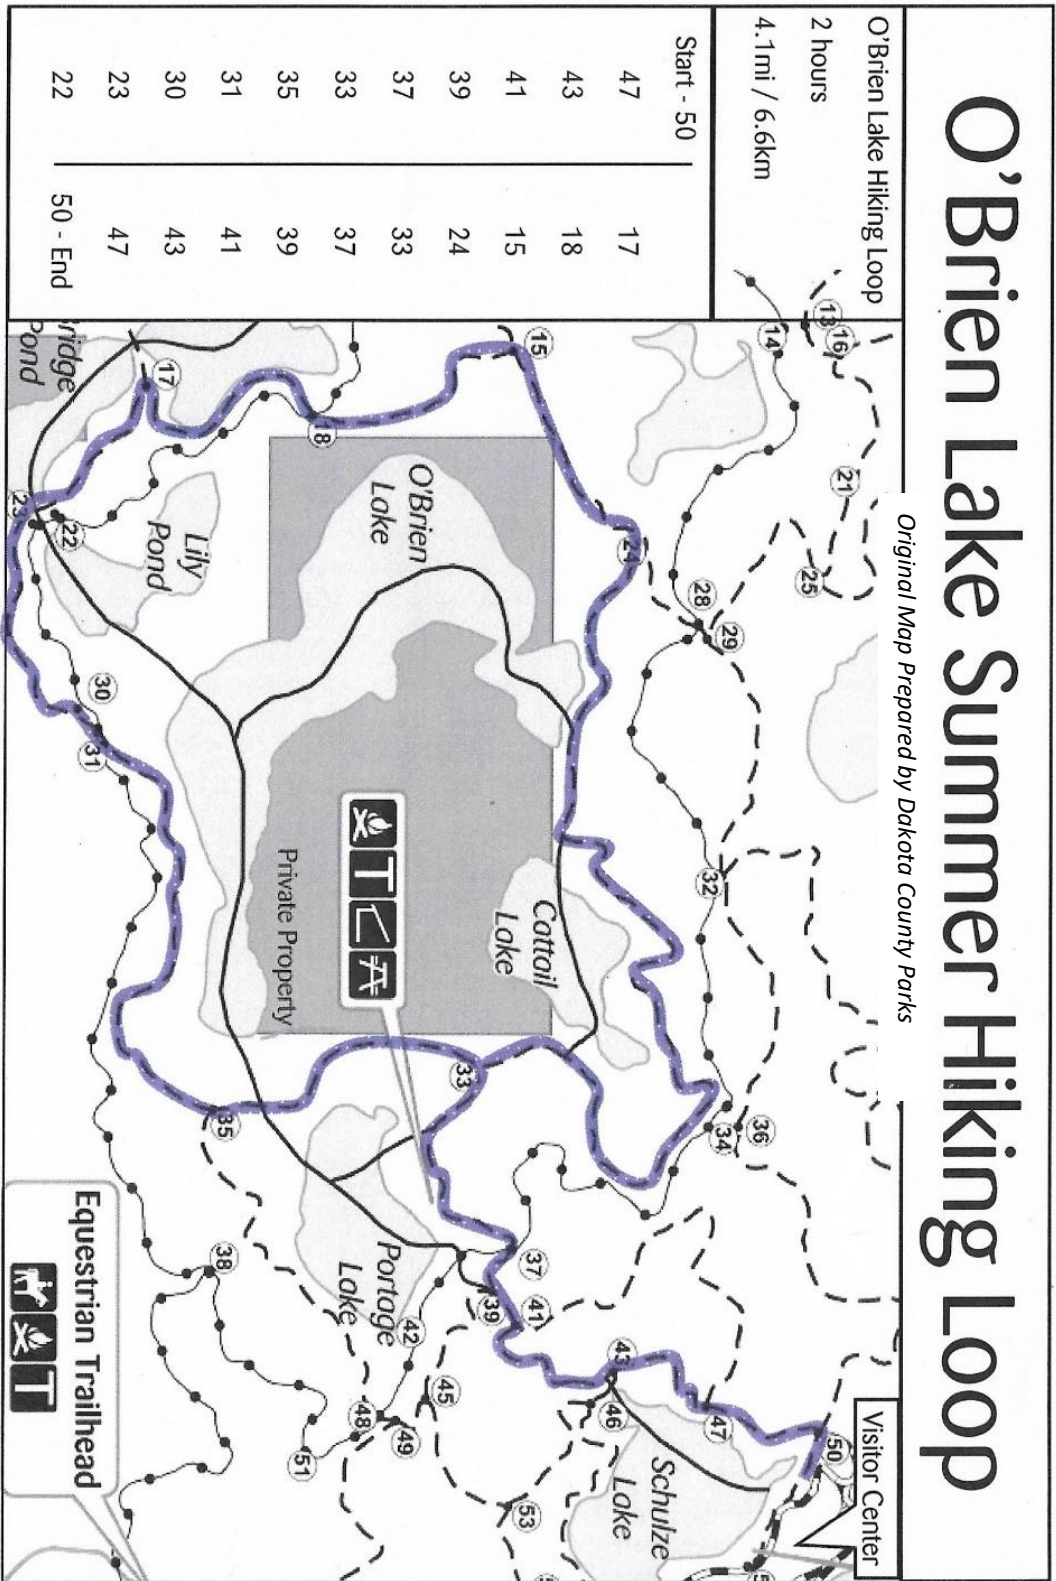 O'Brien Lake Summer Hiking Loop
Original Map Prepared by Dakota County Parks
O'Brien Lake Hiking Loop
2 hours
4.1mi / 6.6km
Start - 50
47
43
41
39
37
33
35
31
30
23
22
17
18
15
24
33
37
39
41
43
47
50 - End
Visitor Center
13
16
14
21
25
28
29
32
36
34
50
47
43
46
Schulze
Lake
15
24
Cattail
Lake
37
41
39
53
45
49
48
42
33
O'Brien
Lake
Private Property
Portage
Lake
18
Lily
Pond
17
22
23
30
31
35
38
51
Pond
Equestrian Trailhead